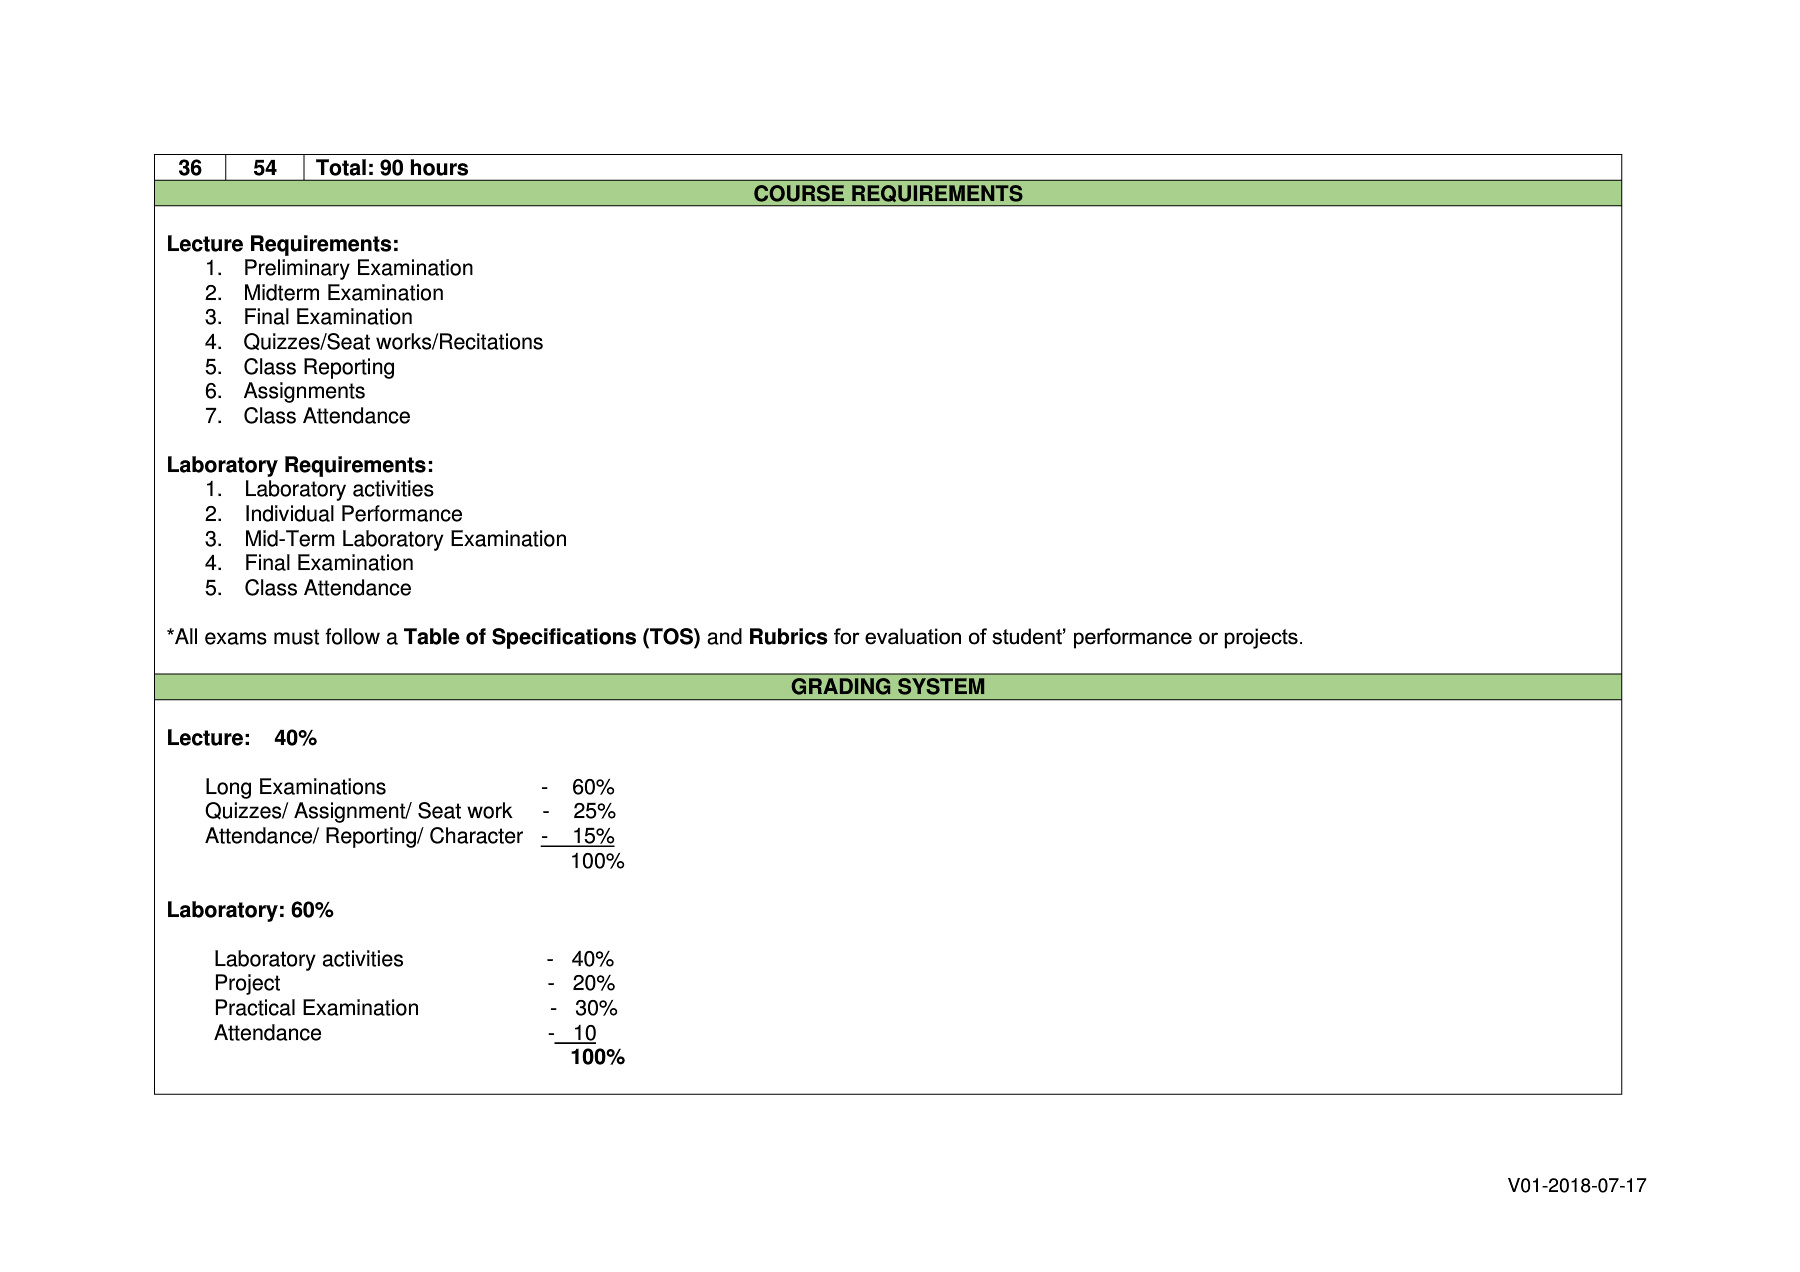 36 54 Total: 90 hours
COURSE REQUIREMENTS
Lecture Requirements:
1. Preliminary Examination
2. Midterm Examination
3. Final Examination
4. Quizzes/Seat works/Recitations
5. Class Reporting
6. Assignments
7. Class Attendance
Laboratory Requirements:
1. Laboratory activities
2. Individual Performance
3. Mid-Term Laboratory Examination
4. Final Examination
5. Class Attendance
*All exams must follow a Table of Specifications (TOS) and Rubrics for evaluation of student’ performance or projects.
GRADING SYSTEM
Lecture: 40%
Long Examinations - 60%
Quizzes/ Assignment/ Seat work - 25%
Attendance/ Reporting/ Character - 15%
100%
Laboratory: 60%
Laboratory activities - 40%
Project - 20%
Practical Examination - 30%
Attendance - 10
100%
V01-2018-07-17